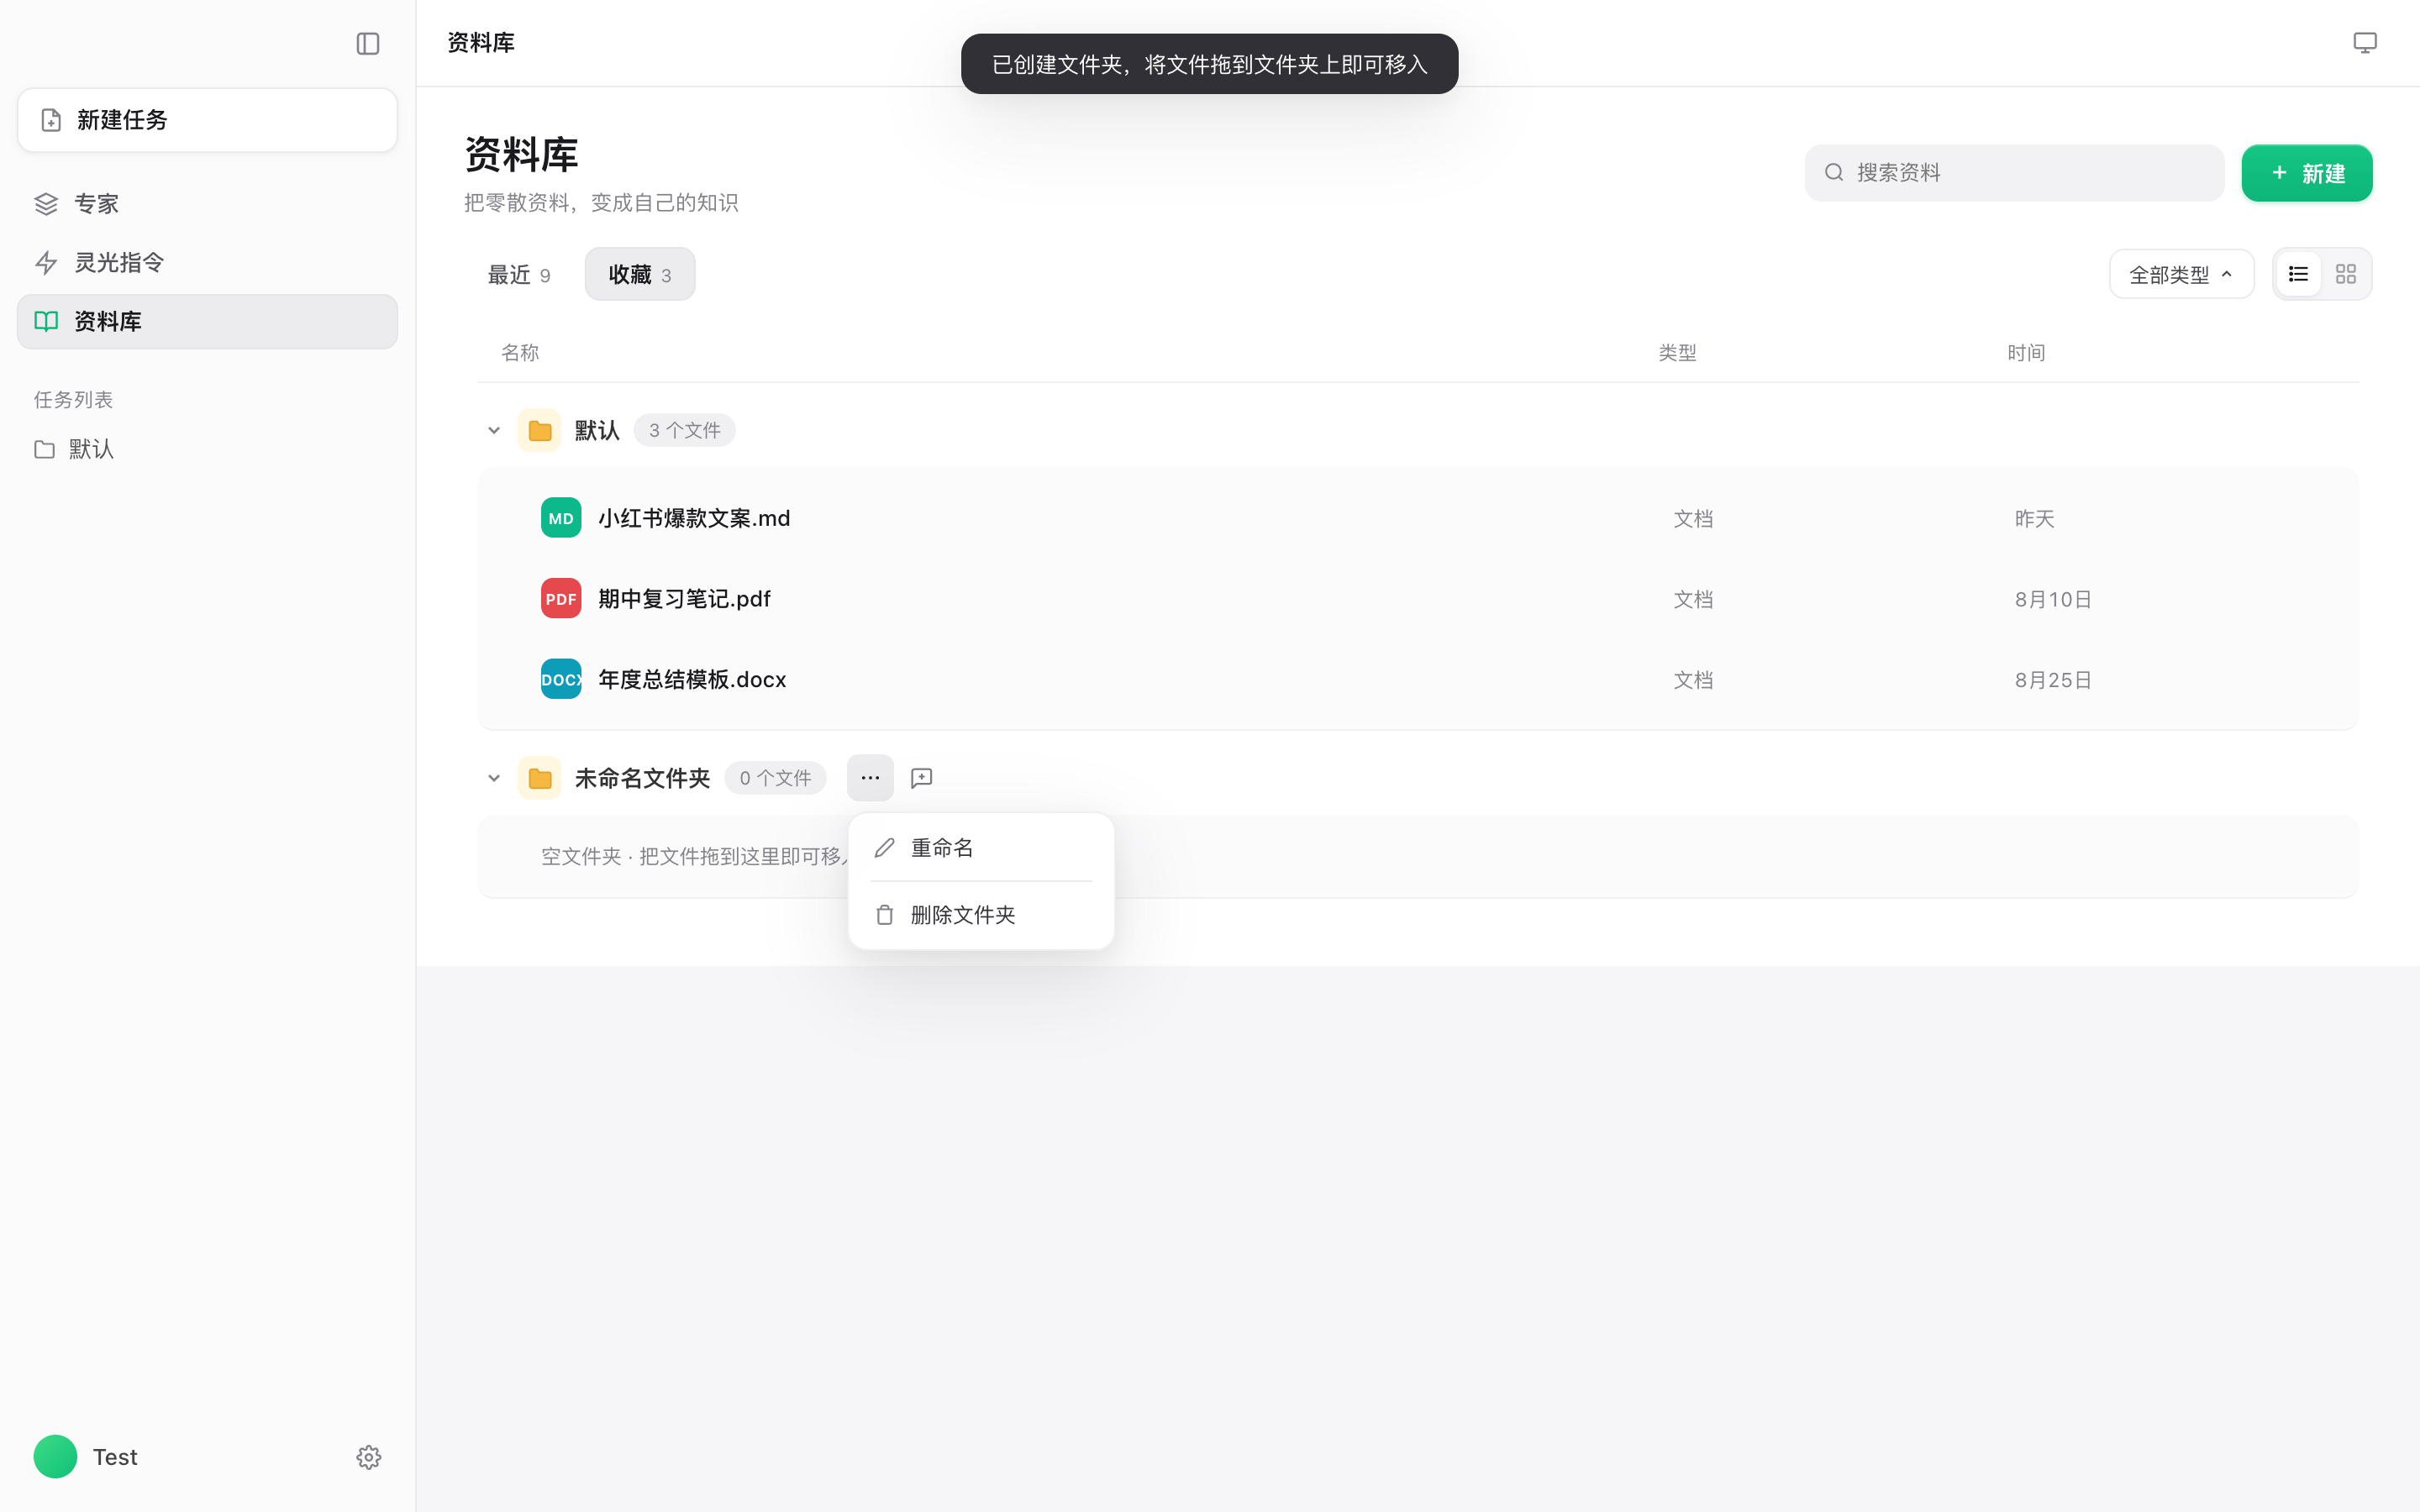 资料库
已创建文件夹，将文件拖到文件夹上即可移入
新建任务
专家
灵光指令
资料库
任务列表
默认
资料库
把零散资料，变成自己的知识
搜索资料
新建
最近 9
收藏 3
全部类型
名称 类型 时间
默认 3 个文件
MD 小红书爆款文案.md 文档 昨天
PDF 期中复习笔记.pdf 文档 8月10日
DOCX 年度总结模板.docx 文档 8月25日
未命名文件夹 0 个文件
空文件夹 · 把文件拖到这里即可移
重命名
删除文件夹
Test